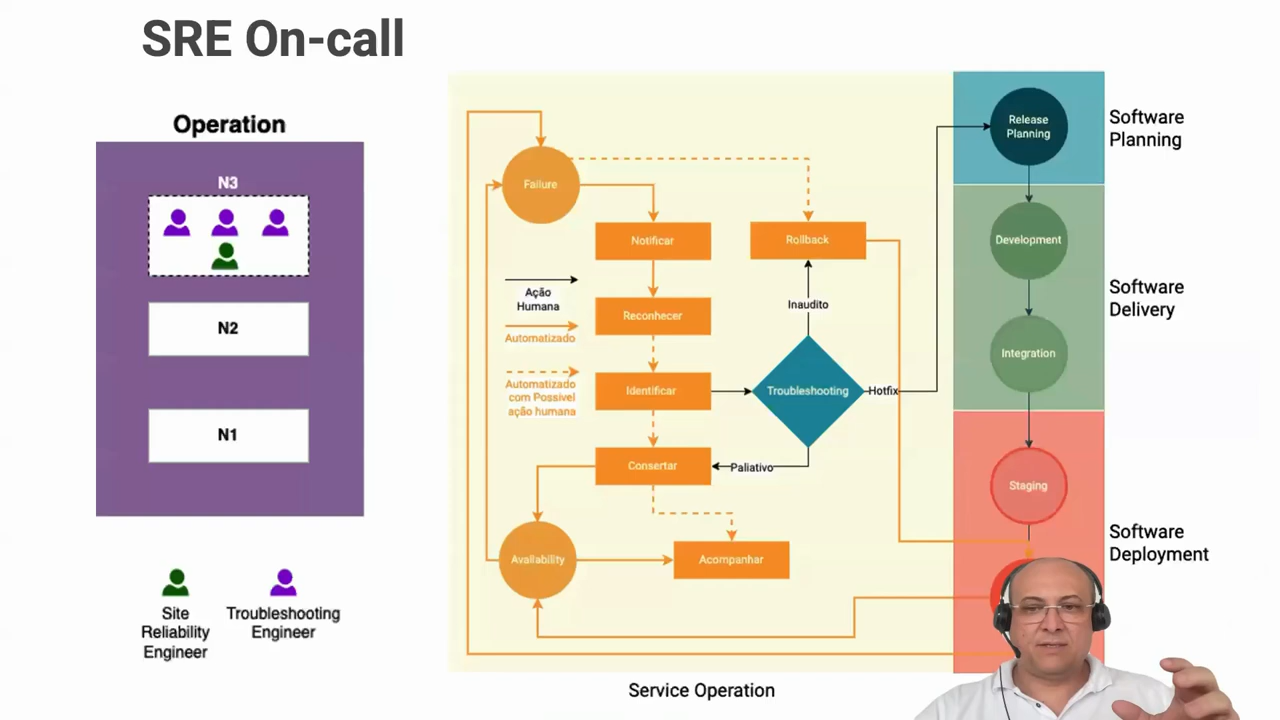 SRE On-call
Operation
N3
N2
N1
Site
Reliability
Engineer
Troubleshooting
Engineer
Failure
Notificar
Rollback
Ação
Humana
Reconhecer
Inaudito
Automatizado
Automatizado
com Possivel
ação humana
Identificar
Troubleshooting
Hotfix
Consertar
Paliativo
Availability
Acompanhar
Service Operation
Release
Planning
Software
Planning
Development
Software
Delivery
Integration
Staging
Software
Deployment